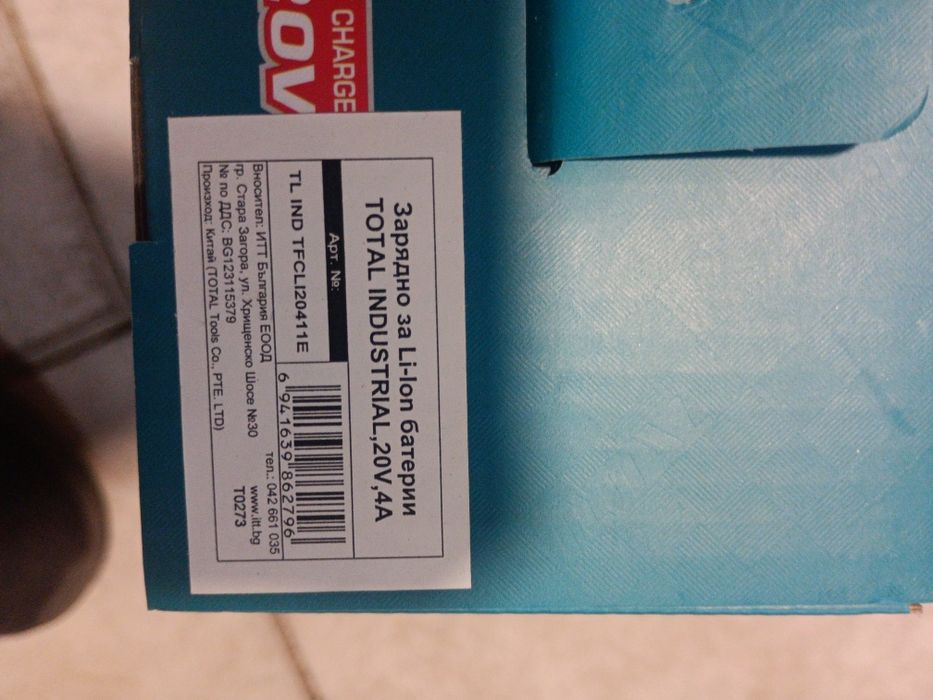 CHARGE
.0V
Зарядно за Li-Ion батерии
TOTAL INDUSTRIAL,20V,4A
Арт. №:
TL IND TFCLI20411E
6 941639 862796
Вносител: ИТТ България ЕООД
тел.: 042 661 035
гр. Стара Загора, ул. Хрищенско Шосе №30
www.itt.bg
№ по ДДС: BG123115379
T0273
Произход: Китай (TOTAL Tools Co., PTE. LTD)